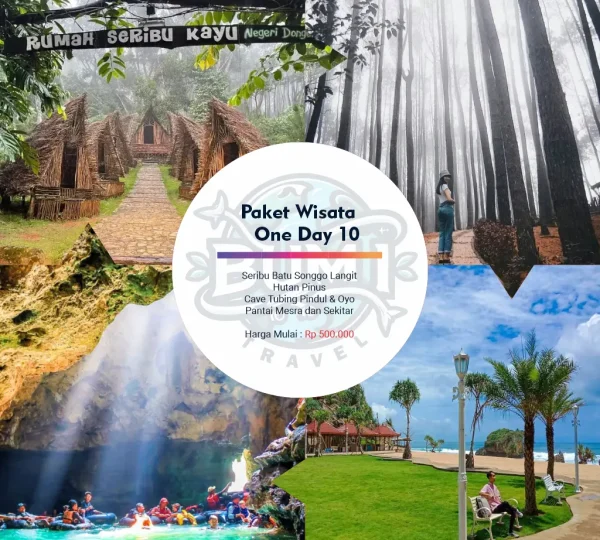 RUMAH SERIBU KAYU Negeri Donge
Paket Wisata
One Day 10
Seribu Batu Songgo Langit
Hutan Pinus
Cave Tubing Pindul & Oyo
Pantai Mesra dan Sekitar
Harga Mulai : Rp 500.000
TRAVEL